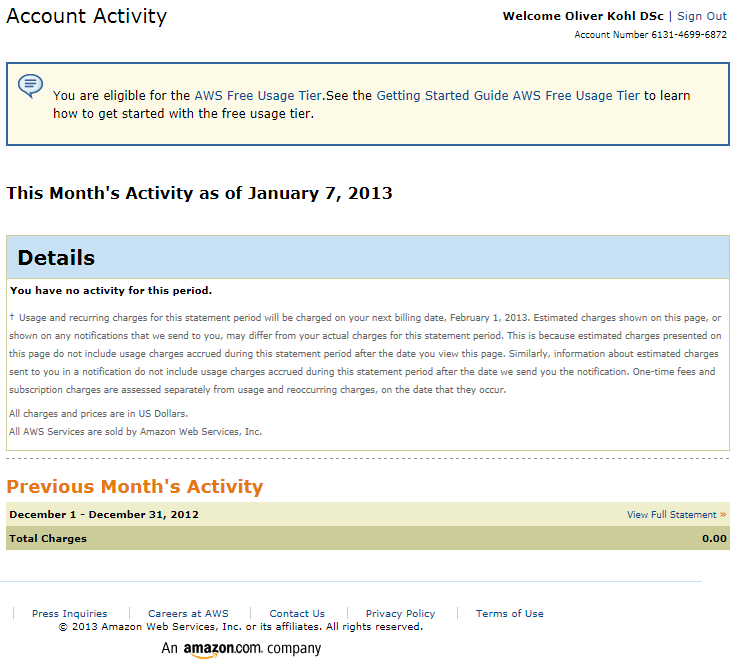 Account Activity
Welcome Oliver Kohl DSc | Sign Out
Account Number 6131-4699-6872
You are eligible for the AWS Free Usage Tier.See the Getting Started Guide AWS Free Usage Tier to learn
how to get started with the free usage tier.
This Month's Activity as of January 7, 2013
Details
You have no activity for this period.
† Usage and recurring charges for this statement period will be charged on your next billing date, February 1, 2013. Estimated charges shown on this page, or
shown on any notifications that we send to you, may differ from your actual charges for this statement period. This is because estimated charges presented on
this page do not include usage charges accrued during this statement period after the date you view this page. Similarly, information about estimated charges
sent to you in a notification do not include usage charges accrued during this statement period after the date we send you the notification. One-time fees and
subscription charges are assessed separately from usage and reoccurring charges, on the date that they occur.
All charges and prices are in US Dollars.
All AWS Services are sold by Amazon Web Services, Inc.
Previous Month's Activity
December 1 - December 31, 2012 View Full Statement »
Total Charges 0.00
| Press Inquiries | Careers at AWS | Contact Us | Privacy Policy | Terms of Use
© 2013 Amazon Web Services, Inc. or its affiliates. All rights reserved.
An amazon.com company